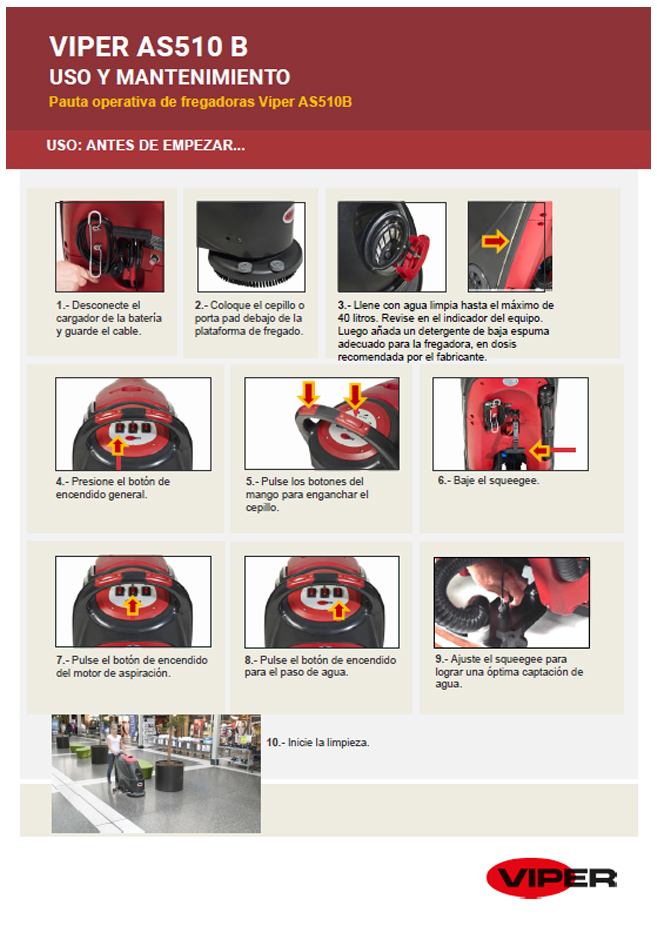 VIPER AS510 B
USO Y MANTENIMIENTO
Pauta operativa de fregadoras Viper AS510B
USO: ANTES DE EMPEZAR...
1.- Desconecte el
cargador de la batería
y guarde el cable.
2.- Coloque el cepillo o
porta pad debajo de la
plataforma de fregado.
3.- Llene con agua limpia hasta el máximo de
40 litros. Revise en el indicador del equipo.
Luego añada un detergente de baja espuma
adecuado para la fregadora, en dosis
recomendada por el fabricante.
4.- Presione el botón de
encendido general.
5.- Pulse los botones del
mango para enganchar el
cepillo.
6.- Baje el squeegee.
7.- Pulse el botón de encendido
del motor de aspiración.
8.- Pulse el botón de encendido
para el paso de agua.
9.- Ajuste el squeegee para
lograr una óptima captación de
agua.
10.- Inicie la limpieza.
VIPER